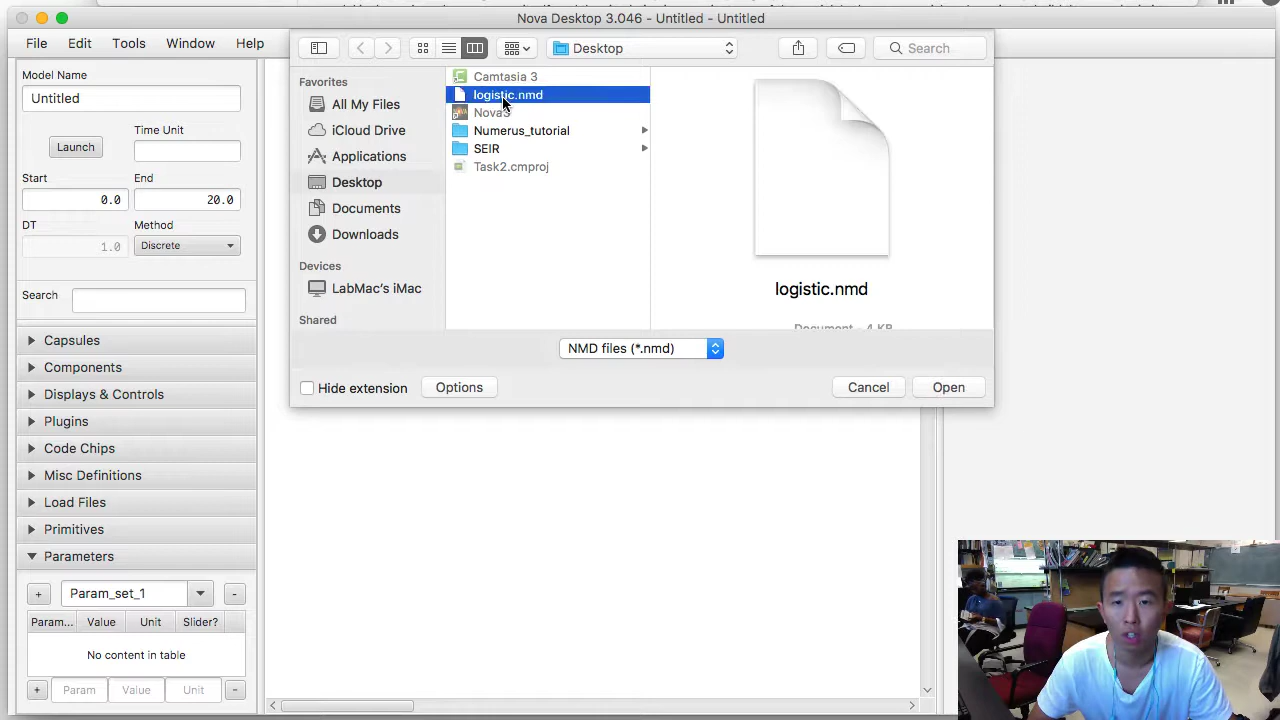 Nova Desktop 3.046 - Untitled - Untitled
File Edit Tools Window Help
Desktop
Search
Model Name
Untitled
Time Unit
Launch
Start End
0.0 20.0
DT Method
1.0 Discrete
Search
Capsules
Components
Displays & Controls
Plugins
Code Chips
Misc Definitions
Load Files
Primitives
Parameters
+ Param_set_1 -
Param... Value Unit Slider?
No content in table
+ Param Value Unit -
Favorites
All My Files
iCloud Drive
Applications
Desktop
Documents
Downloads
Devices
LabMac's iMac
Shared
Camtasia 3
logistic.nmd
Nova3
Numerus_tutorial
SEIR
Task2.cmproj
logistic.nmd
Document - 4 KB
NMD files (*.nmd)
Hide extension Options Cancel Open